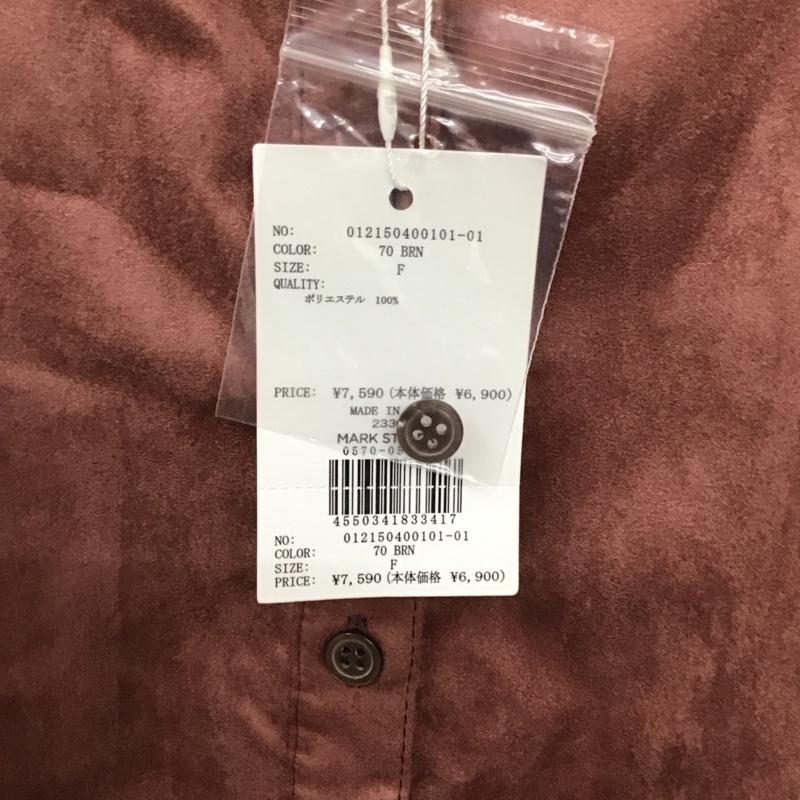 NO: 012150400101-01
COLOR: 70 BRN
SIZE: F
QUALITY:
ポリエステル 100%
PRICE: ¥7,590 (本体価格 ¥6,900)
MADE IN
MARK
4550341833417
NO: 012150400101-01
COLOR: 70 BRN
SIZE: F
PRICE: ¥7,590 (本体価格 ¥6,900)